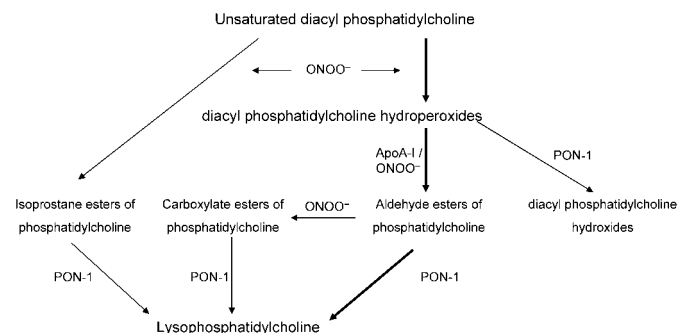 Unsaturated diacyl phosphatidylcholine
ONOO⁻
diacyl phosphatidylcholine hydroperoxides
ApoA-I /
ONOO⁻
PON-1
Isoprostane esters of
phosphatidylcholine
Carboxylate esters of
phosphatidylcholine
ONOO⁻
Aldehyde esters of
phosphatidylcholine
diacyl phosphatidylcholine
hydroxides
PON-1
PON-1
PON-1
Lysophosphatidylcholine